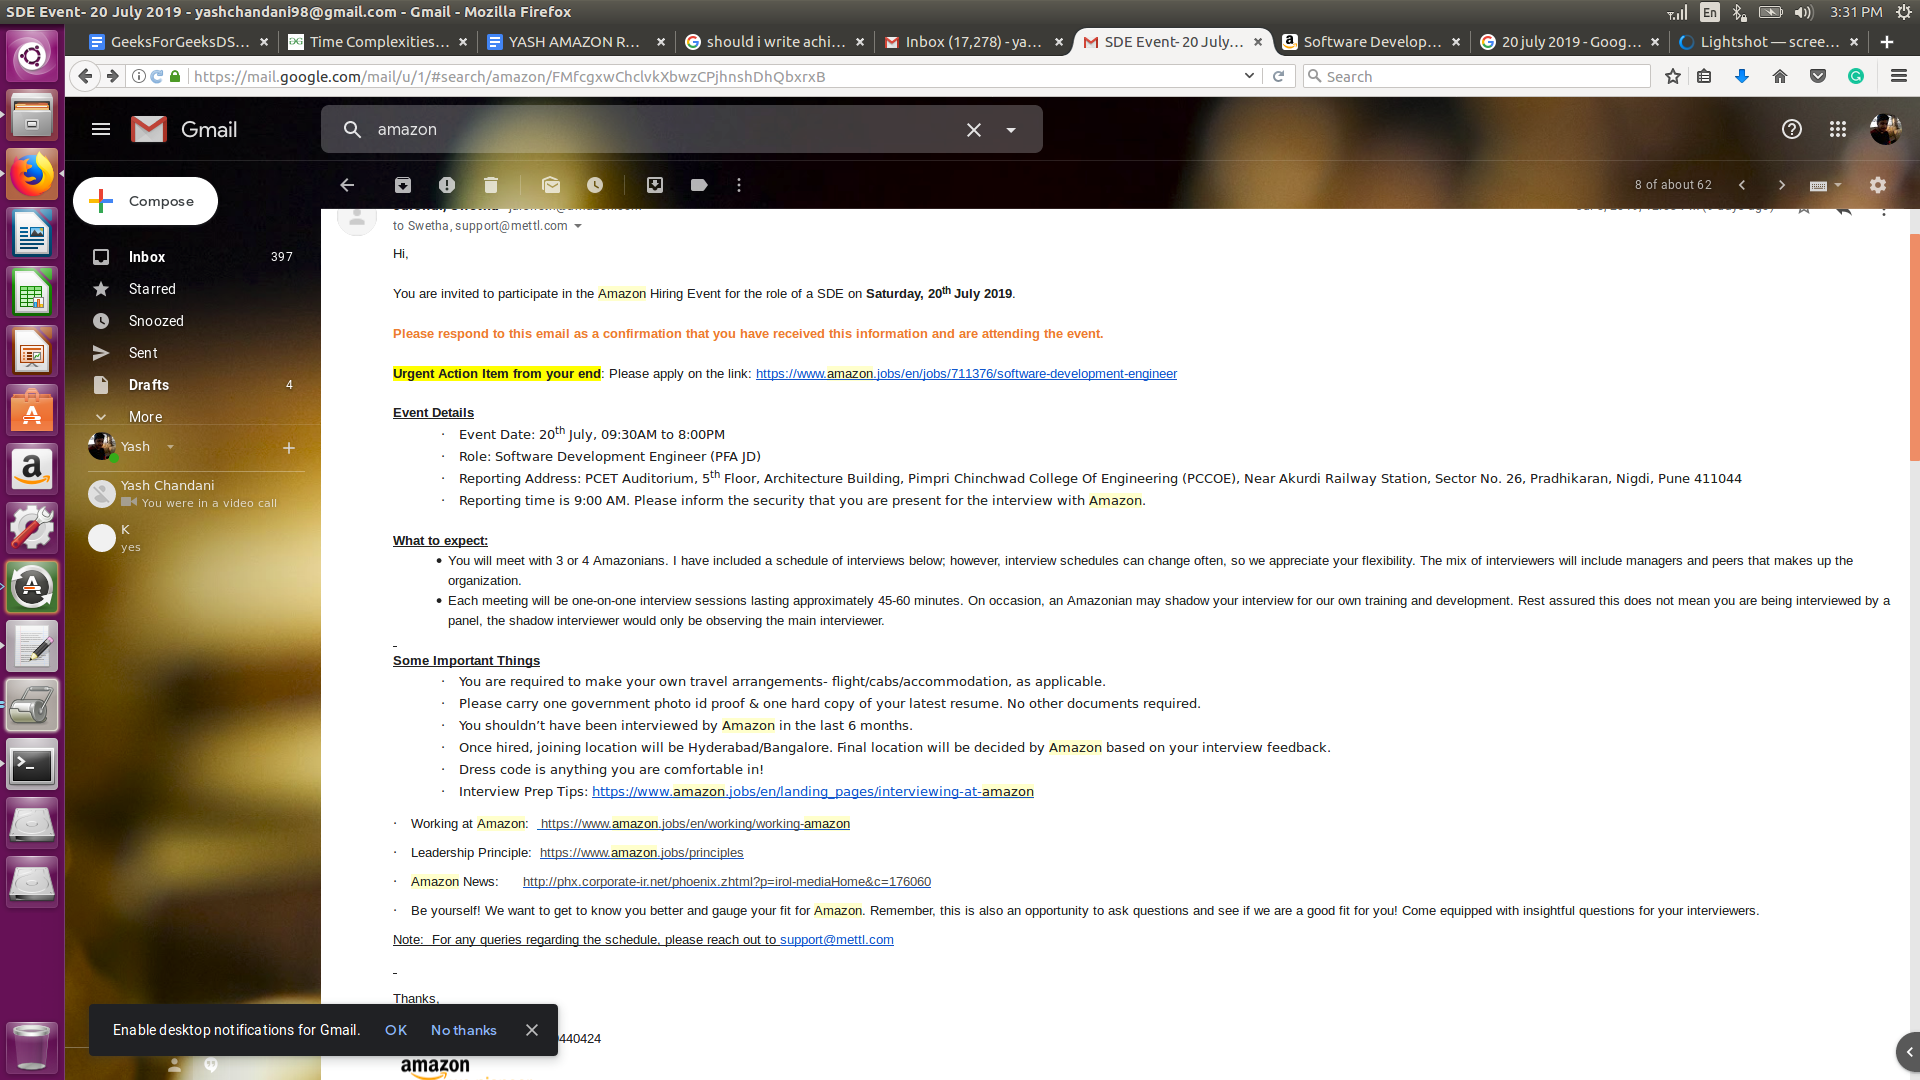 SDE Event- 20 July 2019 - yashchandani98@gmail.com - Gmail - Mozilla Firefox
En
3:31 PM
GeeksForGeeksDS...
Time Complexities...
YASH AMAZON R...
should i write achi...
Inbox (17,278) - ya...
SDE Event- 20 July...
Software Develop...
20 july 2019 - Goog...
Lightshot — scree...
https://mail.google.com/mail/u/1/#search/amazon/FMfcgxwChclvkXbwzCPjhnshDhQbxrxB
Search
Gmail
amazon
8 of about 62
Compose
Inbox 397
Starred
Snoozed
Sent
Drafts 4
More
Yash
Yash Chandani
You were in a video call
K
yes
to Swetha, support@mettl.com
Hi,
You are invited to participate in the Amazon Hiring Event for the role of a SDE on Saturday, 20th July 2019.
Please respond to this email as a confirmation that you have received this information and are attending the event.
Urgent Action Item from your end: Please apply on the link: https://www.amazon.jobs/en/jobs/711376/software-development-engineer
Event Details
· Event Date: 20th July, 09:30AM to 8:00PM
· Role: Software Development Engineer (PFA JD)
· Reporting Address: PCET Auditorium, 5th Floor, Architecture Building, Pimpri Chinchwad College Of Engineering (PCCOE), Near Akurdi Railway Station, Sector No. 26, Pradhikaran, Nigdi, Pune 411044
· Reporting time is 9:00 AM. Please inform the security that you are present for the interview with Amazon.
What to expect:
• You will meet with 3 or 4 Amazonians. I have included a schedule of interviews below; however, interview schedules can change often, so we appreciate your flexibility. The mix of interviewers will include managers and peers that makes up the
organization.
• Each meeting will be one-on-one interview sessions lasting approximately 45-60 minutes. On occasion, an Amazonian may shadow your interview for our own training and development. Rest assured this does not mean you are being interviewed by a
panel, the shadow interviewer would only be observing the main interviewer.
Some Important Things
· You are required to make your own travel arrangements- flight/cabs/accommodation, as applicable.
· Please carry one government photo id proof & one hard copy of your latest resume. No other documents required.
· You shouldn’t have been interviewed by Amazon in the last 6 months.
· Once hired, joining location will be Hyderabad/Bangalore. Final location will be decided by Amazon based on your interview feedback.
· Dress code is anything you are comfortable in!
· Interview Prep Tips: https://www.amazon.jobs/en/landing_pages/interviewing-at-amazon
· Working at Amazon: https://www.amazon.jobs/en/working/working-amazon
· Leadership Principle: https://www.amazon.jobs/principles
· Amazon News: http://phx.corporate-ir.net/phoenix.zhtml?p=irol-mediaHome&c=176060
· Be yourself! We want to get to know you better and gauge your fit for Amazon. Remember, this is also an opportunity to ask questions and see if we are a good fit for you! Come equipped with insightful questions for your interviewers.
Note: For any queries regarding the schedule, please reach out to support@mettl.com
Thanks,
Enable desktop notifications for Gmail. OK No thanks
440424
amazon